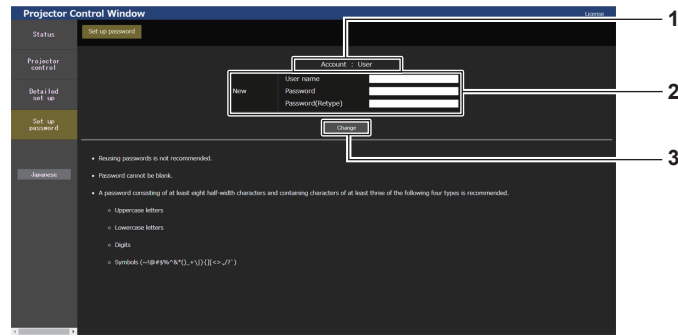 Projector Control Window
License
1
Status
Set up password
Projector
control
Account : User
New
User name
Password
Password(Retype)
2
Detailed
set up
Set up
password
Change
3
• Reusing passwords is not recommended.
Japanese
• Password cannot be blank.
• A password consisting of at least eight half-width characters and containing characters of at least three of the following four types is recommended.
Uppercase letters
Lowercase letters
Digits